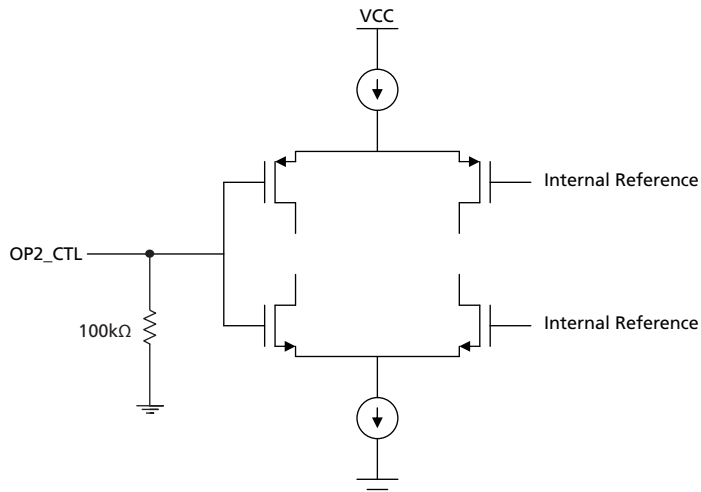 VCC
Internal Reference
OP2_CTL
100kΩ
Internal Reference